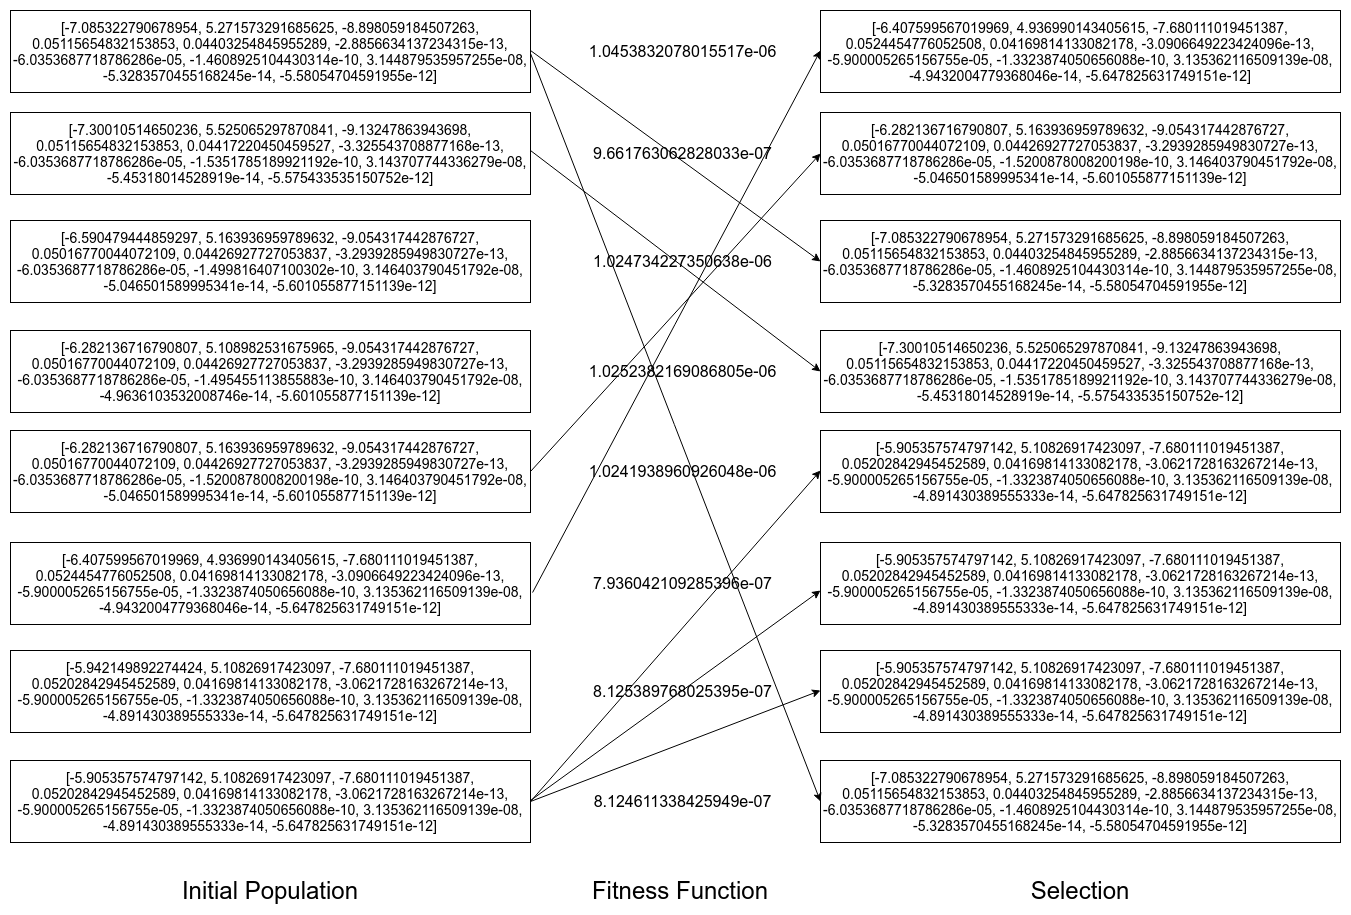 [-7.085322790678954, 5.271573291685625, -8.898059184507263,
0.05115654832153853, 0.04403254845955289, -2.8856634137234315e-13,
-6.0353687718786286e-05, -1.4608925104430314e-10, 3.144879535957255e-08,
-5.3283570455168245e-14, -5.58054704591955e-12]
[-7.30010514650236, 5.525065297870841, -9.13247863943698,
0.05115654832153853, 0.04417220450459527, -3.325543708877168e-13,
-6.0353687718786286e-05, -1.5351785189921192e-10, 3.143707744336279e-08,
-5.45318014528919e-14, -5.575433535150752e-12]
[-6.590479444859297, 5.163936959789632, -9.054317442876727,
0.05016770044072109, 0.04426927727053837, -3.2939285949830727e-13,
-6.0353687718786286e-05, -1.499816407100302e-10, 3.146403790451792e-08,
-5.046501589995341e-14, -5.601055877151139e-12]
[-6.282136716790807, 5.108982531675965, -9.054317442876727,
0.05016770044072109, 0.04426927727053837, -3.2939285949830727e-13,
-6.0353687718786286e-05, -1.495455113855883e-10, 3.146403790451792e-08,
-4.9636103532008746e-14, -5.601055877151139e-12]
[-6.282136716790807, 5.163936959789632, -9.054317442876727,
0.05016770044072109, 0.04426927727053837, -3.2939285949830727e-13,
-6.0353687718786286e-05, -1.5200878008200198e-10, 3.146403790451792e-08,
-5.046501589995341e-14, -5.601055877151139e-12]
[-6.407599567019969, 4.936990143405615, -7.680111019451387,
0.0524454776052508, 0.04169814133082178, -3.0906649223424096e-13,
-5.900005265156755e-05, -1.3323874050656088e-10, 3.135362116509139e-08,
-4.9432004779368046e-14, -5.647825631749151e-12]
[-5.942149892274424, 5.10826917423097, -7.680111019451387,
0.05202842945452589, 0.04169814133082178, -3.0621728163267214e-13,
-5.900005265156755e-05, -1.3323874050656088e-10, 3.135362116509139e-08,
-4.891430389555333e-14, -5.647825631749151e-12]
[-5.905357574797142, 5.10826917423097, -7.680111019451387,
0.05202842945452589, 0.04169814133082178, -3.0621728163267214e-13,
-5.900005265156755e-05, -1.3323874050656088e-10, 3.135362116509139e-08,
-4.891430389555333e-14, -5.647825631749151e-12]
Initial Population
1.0453832078015517e-06
9.661763062828033e-07
1.024734227350638e-06
1.0252382169086805e-06
1.0241938960926048e-06
7.936042109285396e-07
8.125389768025395e-07
8.124611338425949e-07
Fitness Function
[-6.407599567019969, 4.936990143405615, -7.680111019451387,
0.0524454776052508, 0.04169814133082178, -3.0906649223424096e-13,
-5.900005265156755e-05, -1.3323874050656088e-10, 3.135362116509139e-08,
-4.9432004779368046e-14, -5.647825631749151e-12]
[-6.282136716790807, 5.163936959789632, -9.054317442876727,
0.05016770044072109, 0.04426927727053837, -3.2939285949830727e-13,
-6.0353687718786286e-05, -1.5200878008200198e-10, 3.146403790451792e-08,
-5.046501589995341e-14, -5.601055877151139e-12]
[-7.085322790678954, 5.271573291685625, -8.898059184507263,
0.05115654832153853, 0.04403254845955289, -2.8856634137234315e-13,
-6.0353687718786286e-05, -1.4608925104430314e-10, 3.144879535957255e-08,
-5.3283570455168245e-14, -5.58054704591955e-12]
[-7.30010514650236, 5.525065297870841, -9.13247863943698,
0.05115654832153853, 0.04417220450459527, -3.325543708877168e-13,
-6.0353687718786286e-05, -1.5351785189921192e-10, 3.143707744336279e-08,
-5.45318014528919e-14, -5.575433535150752e-12]
[-5.905357574797142, 5.10826917423097, -7.680111019451387,
0.05202842945452589, 0.04169814133082178, -3.0621728163267214e-13,
-5.900005265156755e-05, -1.3323874050656088e-10, 3.135362116509139e-08,
-4.891430389555333e-14, -5.647825631749151e-12]
[-5.905357574797142, 5.10826917423097, -7.680111019451387,
0.05202842945452589, 0.04169814133082178, -3.0621728163267214e-13,
-5.900005265156755e-05, -1.3323874050656088e-10, 3.135362116509139e-08,
-4.891430389555333e-14, -5.647825631749151e-12]
[-5.905357574797142, 5.10826917423097, -7.680111019451387,
0.05202842945452589, 0.04169814133082178, -3.0621728163267214e-13,
-5.900005265156755e-05, -1.3323874050656088e-10, 3.135362116509139e-08,
-4.891430389555333e-14, -5.647825631749151e-12]
[-7.085322790678954, 5.271573291685625, -8.898059184507263,
0.05115654832153853, 0.04403254845955289, -2.8856634137234315e-13,
-6.0353687718786286e-05, -1.4608925104430314e-10, 3.144879535957255e-08,
-5.3283570455168245e-14, -5.58054704591955e-12]
Selection